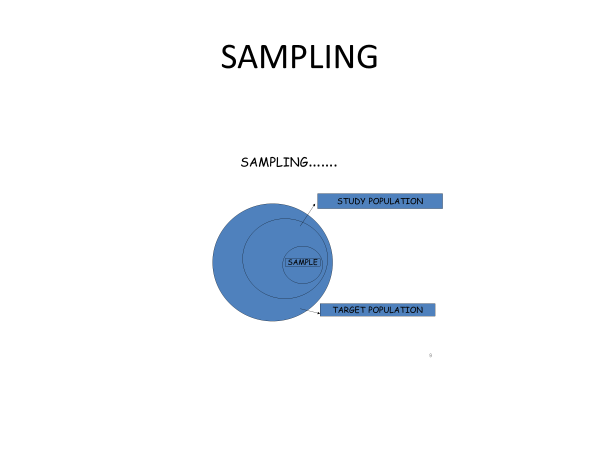 SAMPLING
SAMPLING.......
STUDY POPULATION
SAMPLE
TARGET POPULATION